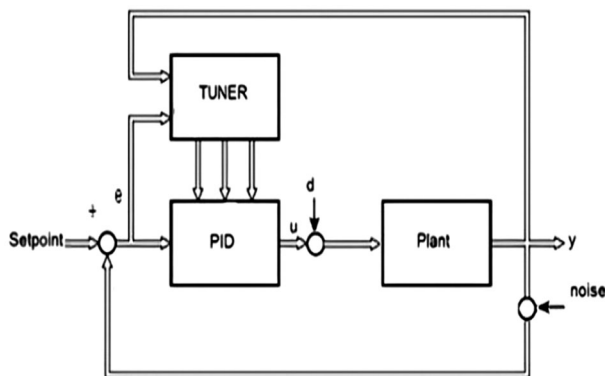 TUNER
e
d
+
Setpoint
PID
u
Plant
y
noise